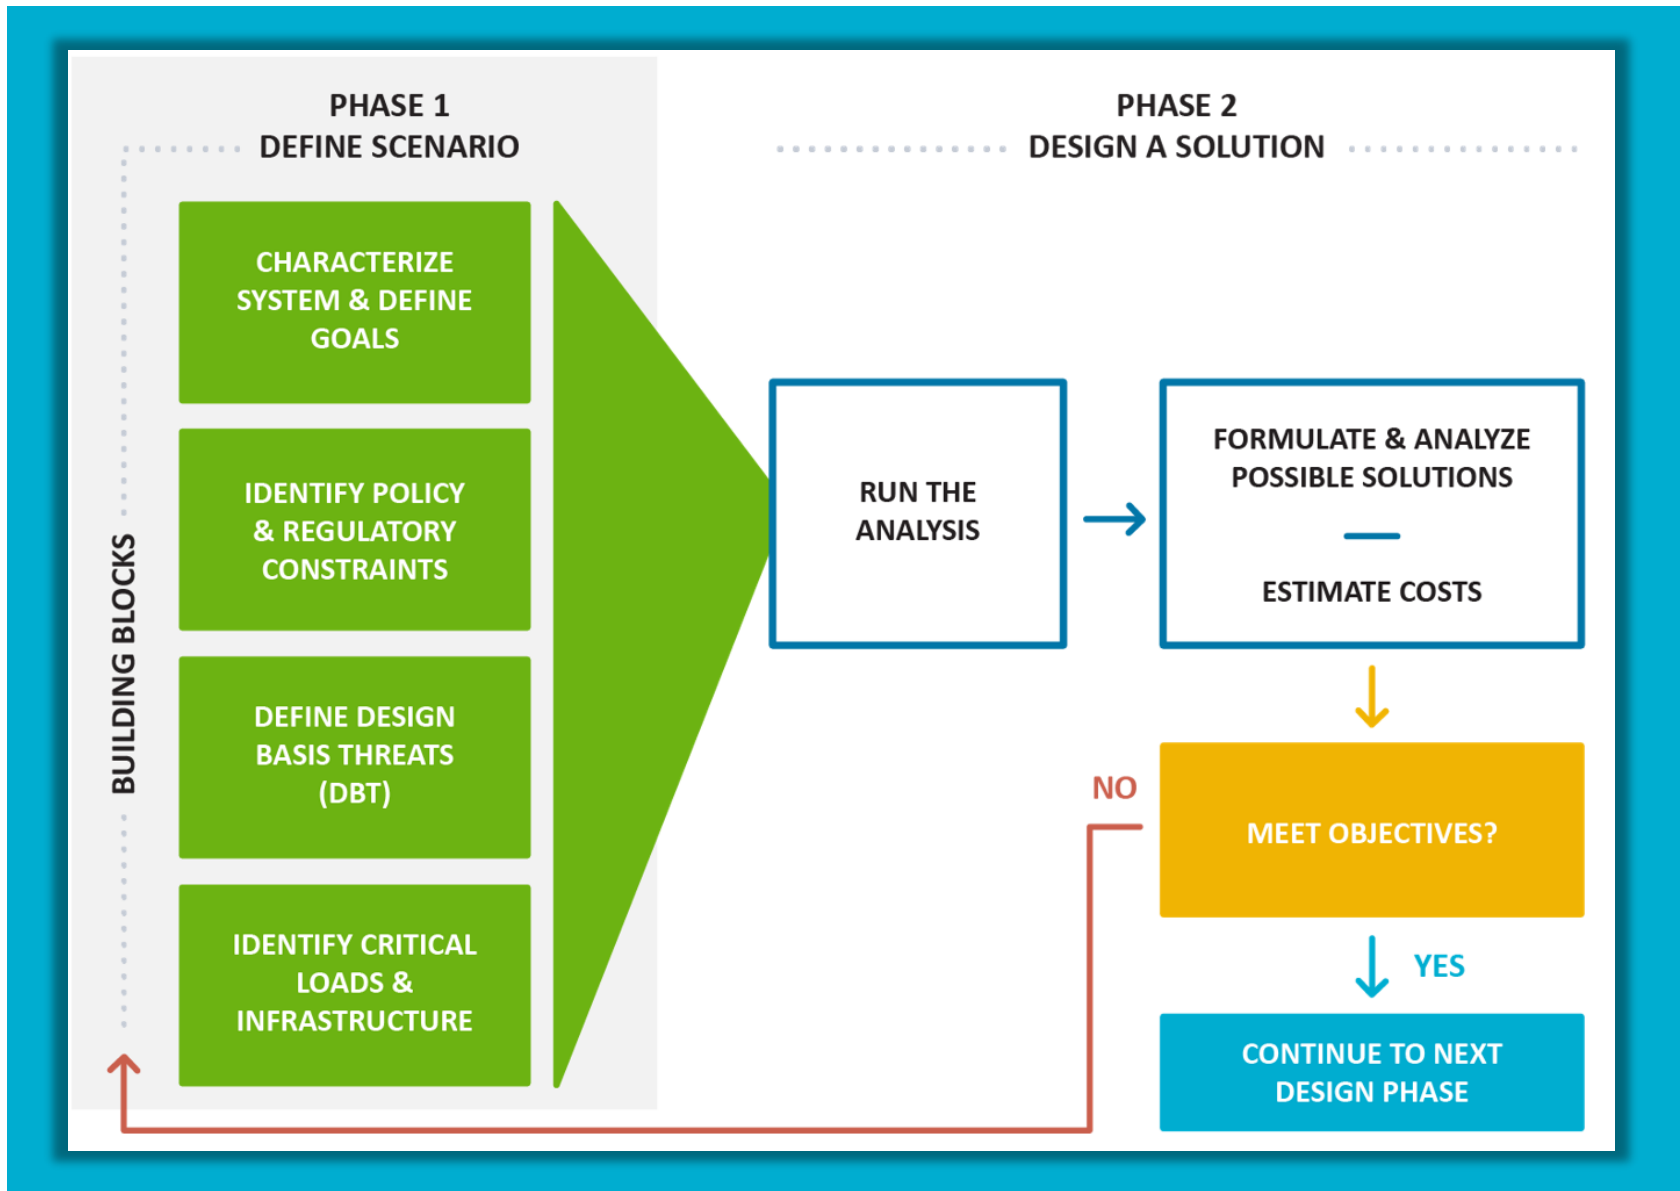 PHASE 1
DEFINE SCENARIO
BUILDING BLOCKS
CHARACTERIZE
SYSTEM & DEFINE
GOALS
IDENTIFY POLICY
& REGULATORY
CONSTRAINTS
DEFINE DESIGN
BASIS THREATS
(DBT)
IDENTIFY CRITICAL
LOADS &
INFRASTRUCTURE
PHASE 2
DESIGN A SOLUTION
RUN THE
ANALYSIS
FORMULATE & ANALYZE
POSSIBLE SOLUTIONS
ESTIMATE COSTS
NO
MEET OBJECTIVES?
YES
CONTINUE TO NEXT
DESIGN PHASE